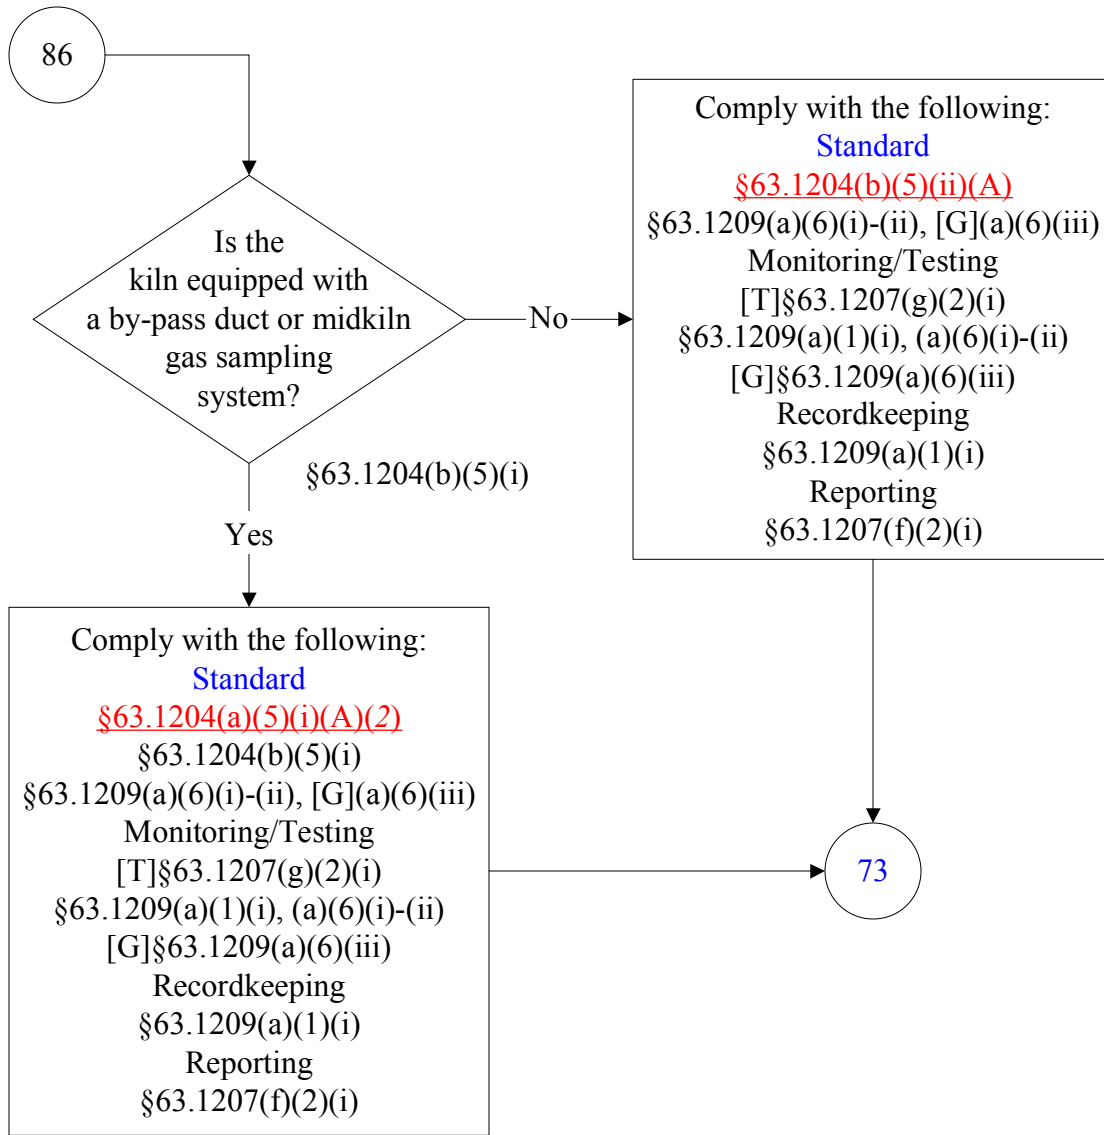 86
Is the
kiln equipped with
a by-pass duct or midkiln
gas sampling
system?
No
§63.1204(b)(5)(i)
Yes
Comply with the following:
Standard
§63.1204(b)(5)(ii)(A)
§63.1209(a)(6)(i)-(ii), [G](a)(6)(iii)
Monitoring/Testing
[T]§63.1207(g)(2)(i)
§63.1209(a)(1)(i), (a)(6)(i)-(ii)
[G]§63.1209(a)(6)(iii)
Recordkeeping
§63.1209(a)(1)(i)
Reporting
§63.1207(f)(2)(i)
Comply with the following:
Standard
§63.1204(a)(5)(i)(A)(2)
§63.1204(b)(5)(i)
§63.1209(a)(6)(i)-(ii), [G](a)(6)(iii)
Monitoring/Testing
[T]§63.1207(g)(2)(i)
§63.1209(a)(1)(i), (a)(6)(i)-(ii)
[G]§63.1209(a)(6)(iii)
Recordkeeping
§63.1209(a)(1)(i)
Reporting
§63.1207(f)(2)(i)
73